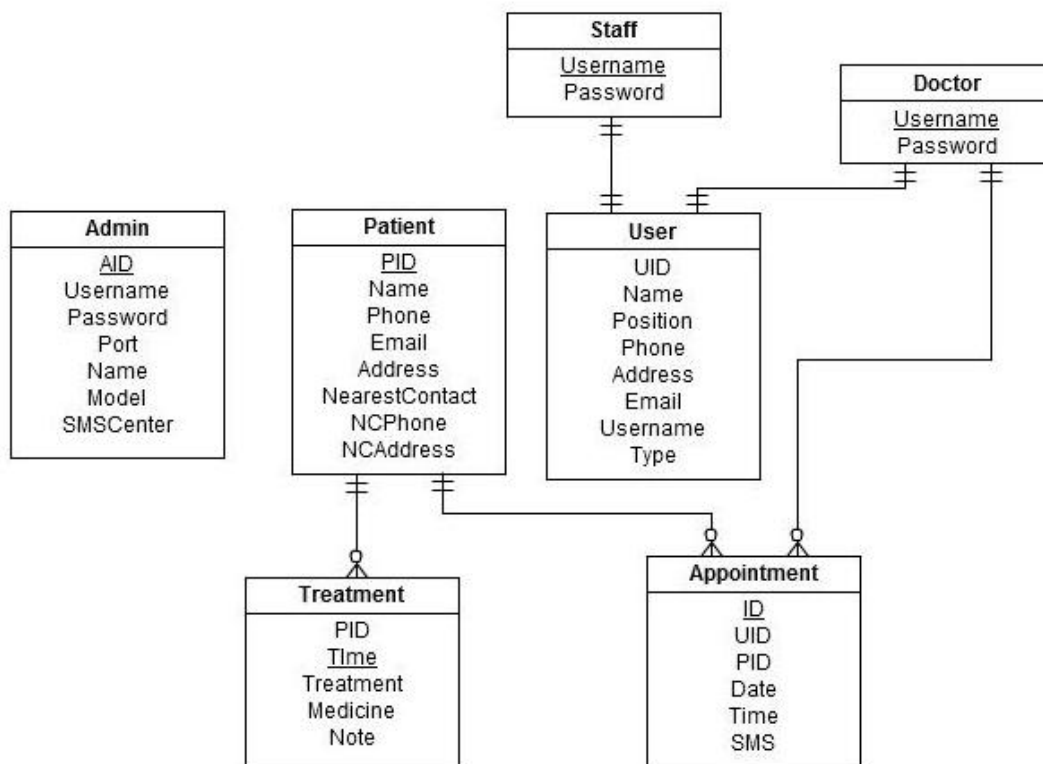 Staff
Username
Password
Doctor
Username
Password
Admin
AID
Username
Password
Port
Name
Model
SMSCenter
Patient
PID
Name
Phone
Email
Address
NearestContact
NCPhone
NCAddress
User
UID
Name
Position
Phone
Address
Email
Username
Type
Treatment
PID
TIme
Treatment
Medicine
Note
Appointment
ID
UID
PID
Date
Time
SMS